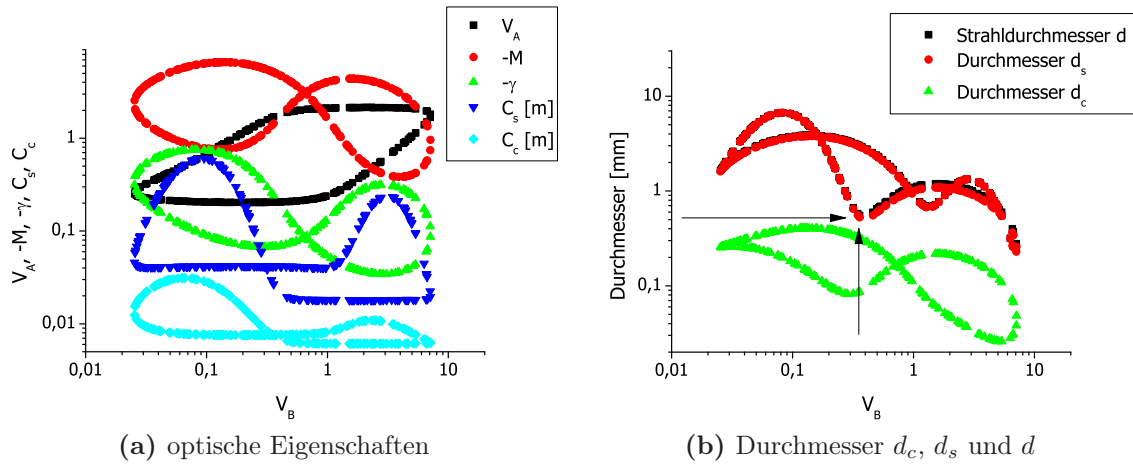 V_A
-M
-γ
C_s [m]
C_c [m]
V_A, -M, -γ, C_s, C_c
1
0,1
0,01
0,01
0,1
1
10
V_B
(a) optische Eigenschaften
Strahldurchmesser d
Durchmesser d_s
Durchmesser d_c
Durchmesser [mm]
10
1
0,1
0,01
0,1
1
10
V_B
(b) Durchmesser d_c, d_s und d